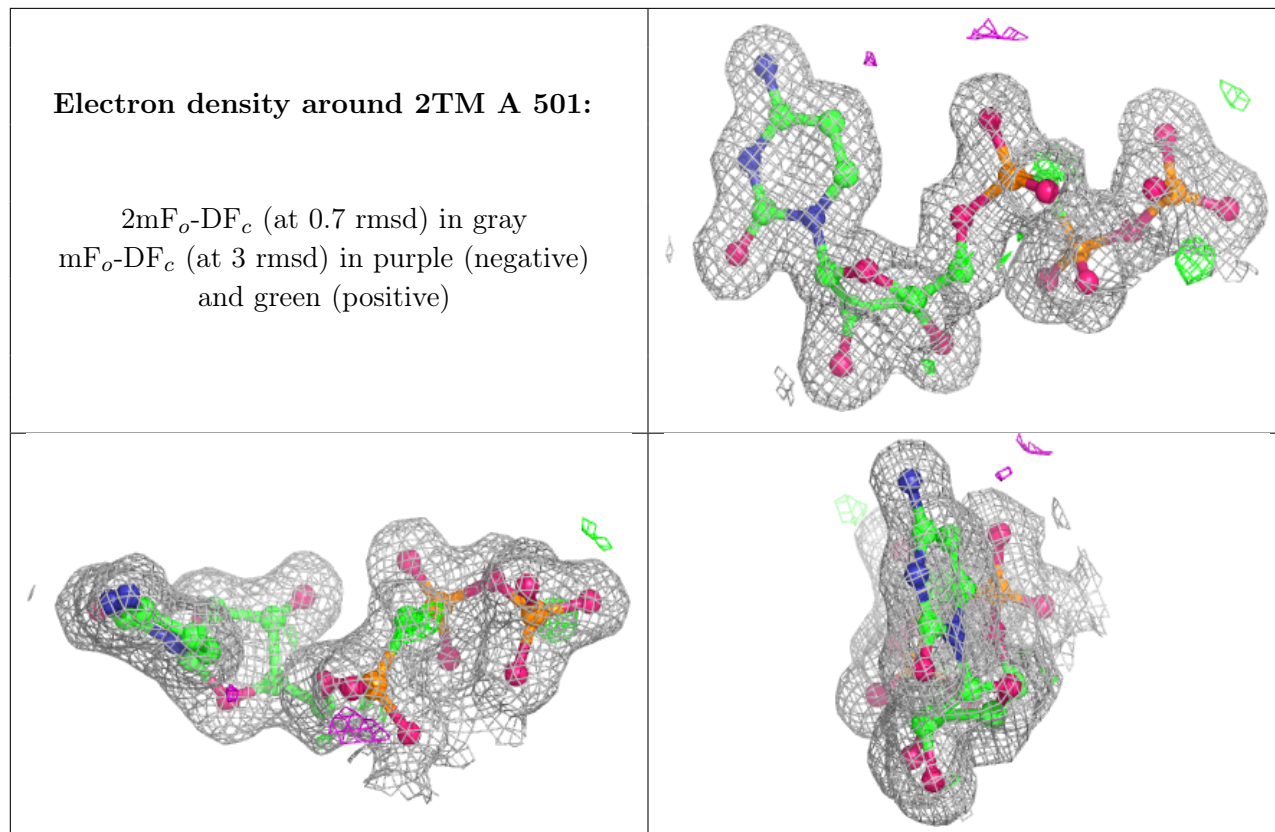 Electron density around 2TM A 501:
2mFo-DFc (at 0.7 rmsd) in gray
mFo-DFc (at 3 rmsd) in purple (negative)
and green (positive)